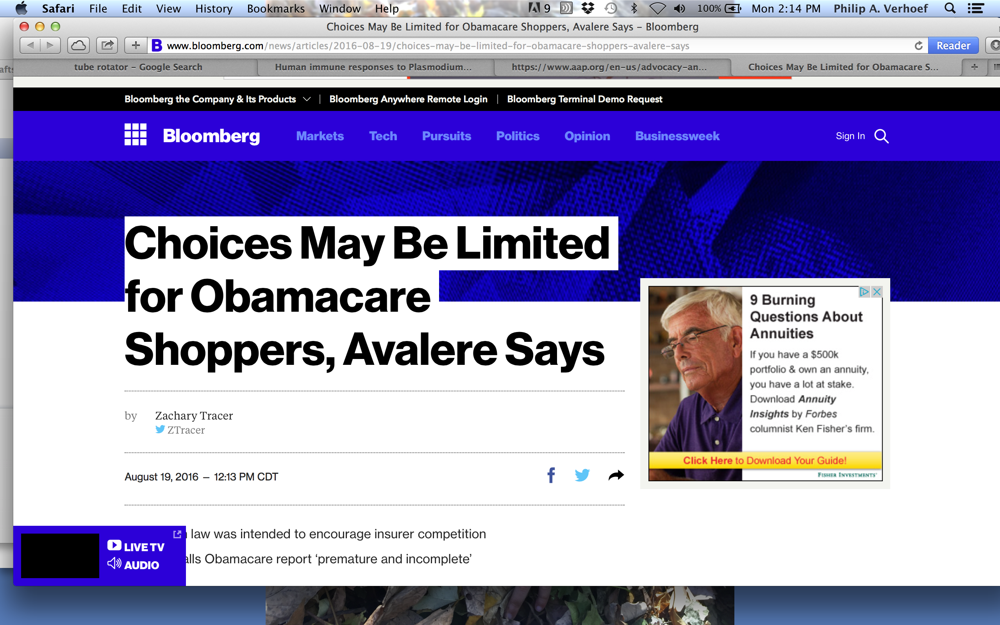 Safari File Edit View History Bookmarks Window Help 9 100% Mon 2:14 PM Philip A. Verhoef
Choices May Be Limited for Obamacare Shoppers, Avalere Says – Bloomberg
B www.bloomberg.com/news/articles/2016-08-19/choices-may-be-limited-for-obamacare-shoppers-avalere-says Reader
tube rotator – Google Search Human immune responses to Plasmodium... https://www.aap.org/en-us/advocacy-an... Choices May Be Limited for Obamacare S...
Bloomberg the Company & Its Products | Bloomberg Anywhere Remote Login | Bloomberg Terminal Demo Request
Bloomberg Markets Tech Pursuits Politics Opinion Businessweek Sign In
Choices May Be Limited
for Obamacare
Shoppers, Avalere Says
by Zachary Tracer
ZTracer
August 19, 2016 – 12:13 PM CDT
law was intended to encourage insurer competition
alls Obamacare report ‘premature and incomplete’
LIVE TV
AUDIO
9 Burning
Questions About
Annuities
If you have a $500k
portfolio & own an annuity,
you have a lot at stake.
Download Annuity
Insights by Forbes
columnist Ken Fisher's firm.
Click Here to Download Your Guide!
FISHER INVESTMENTS